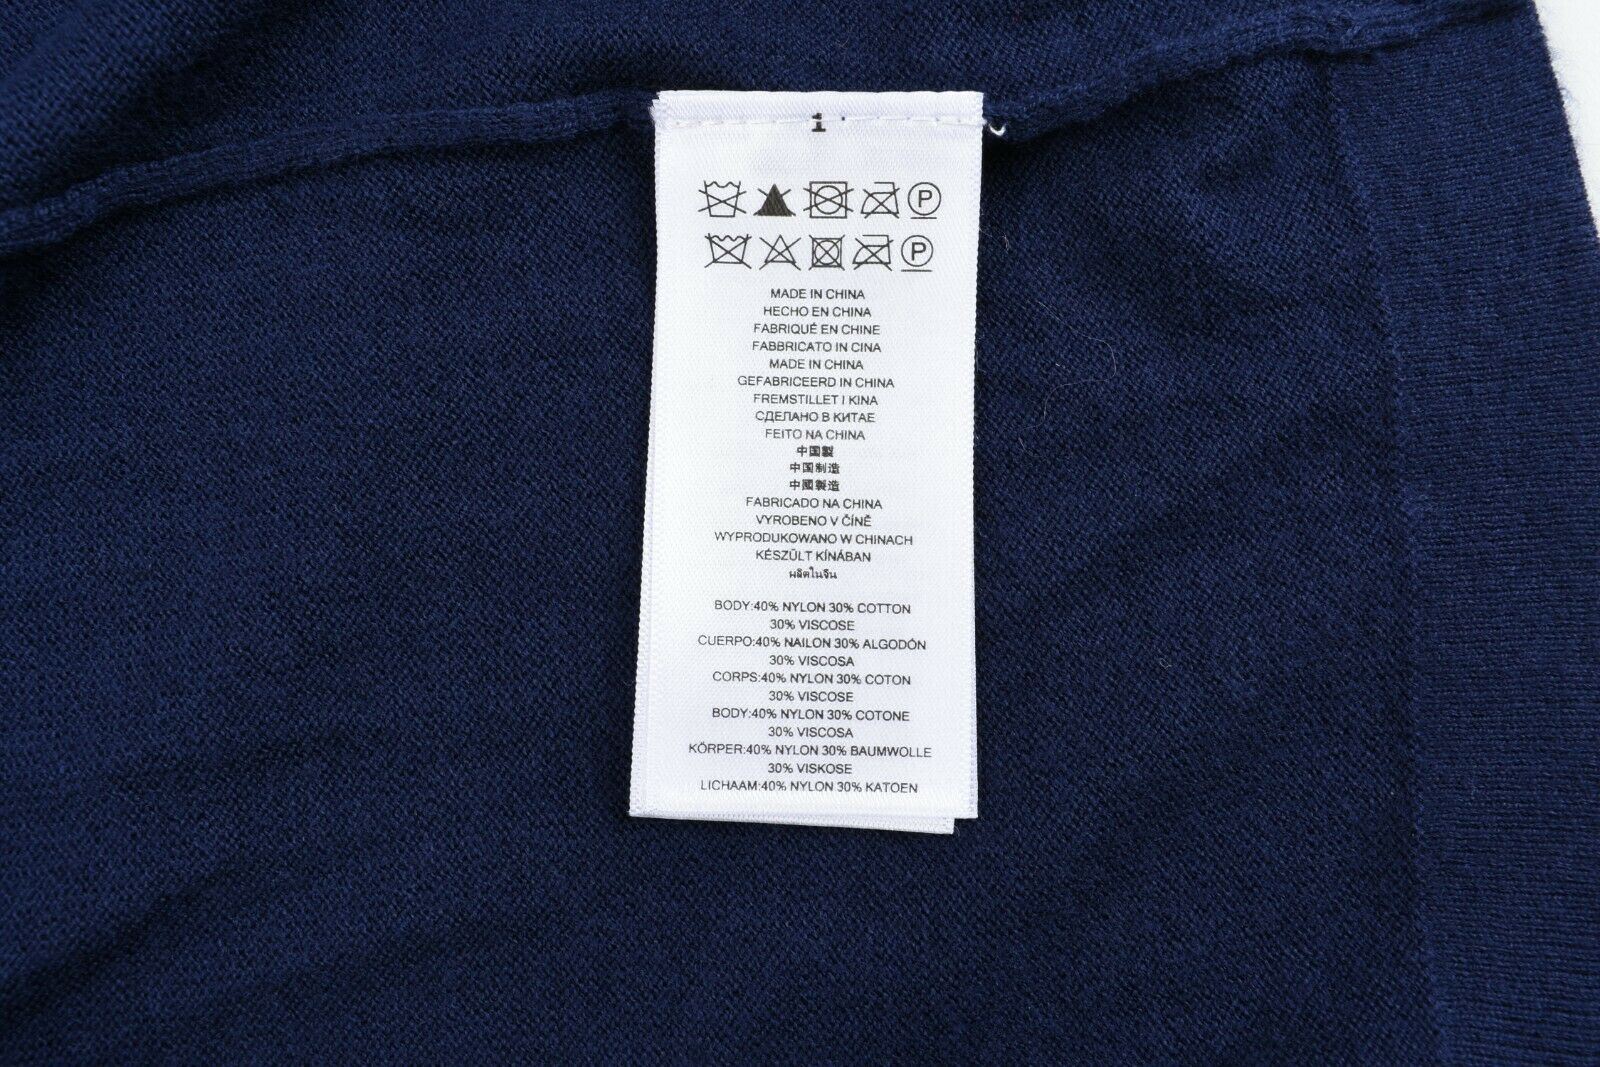 1
P
P
MADE IN CHINA
HECHO EN CHINA
FABRIQUÉ EN CHINE
FABBRICATO IN CINA
MADE IN CHINA
GEFABRICEERD IN CHINA
FREMSTILLET I KINA
СДЕЛАНО В КИТАЕ
FEITO NA CHINA
中国製
中国制造
中國製造
FABRICADO NA CHINA
VYROBENO V ČÍNĚ
WYPRODUKOWANO W CHINACH
KÉSZÜLT KÍNÁBAN
ผลิตในจีน
BODY:40% NYLON 30% COTTON
30% VISCOSE
CUERPO:40% NAILON 30% ALGODÓN
30% VISCOSA
CORPS:40% NYLON 30% COTON
30% VISCOSE
BODY:40% NYLON 30% COTONE
30% VISCOSA
KÖRPER:40% NYLON 30% BAUMWOLLE
30% VISKOSE
LICHAAM:40% NYLON 30% KATOEN